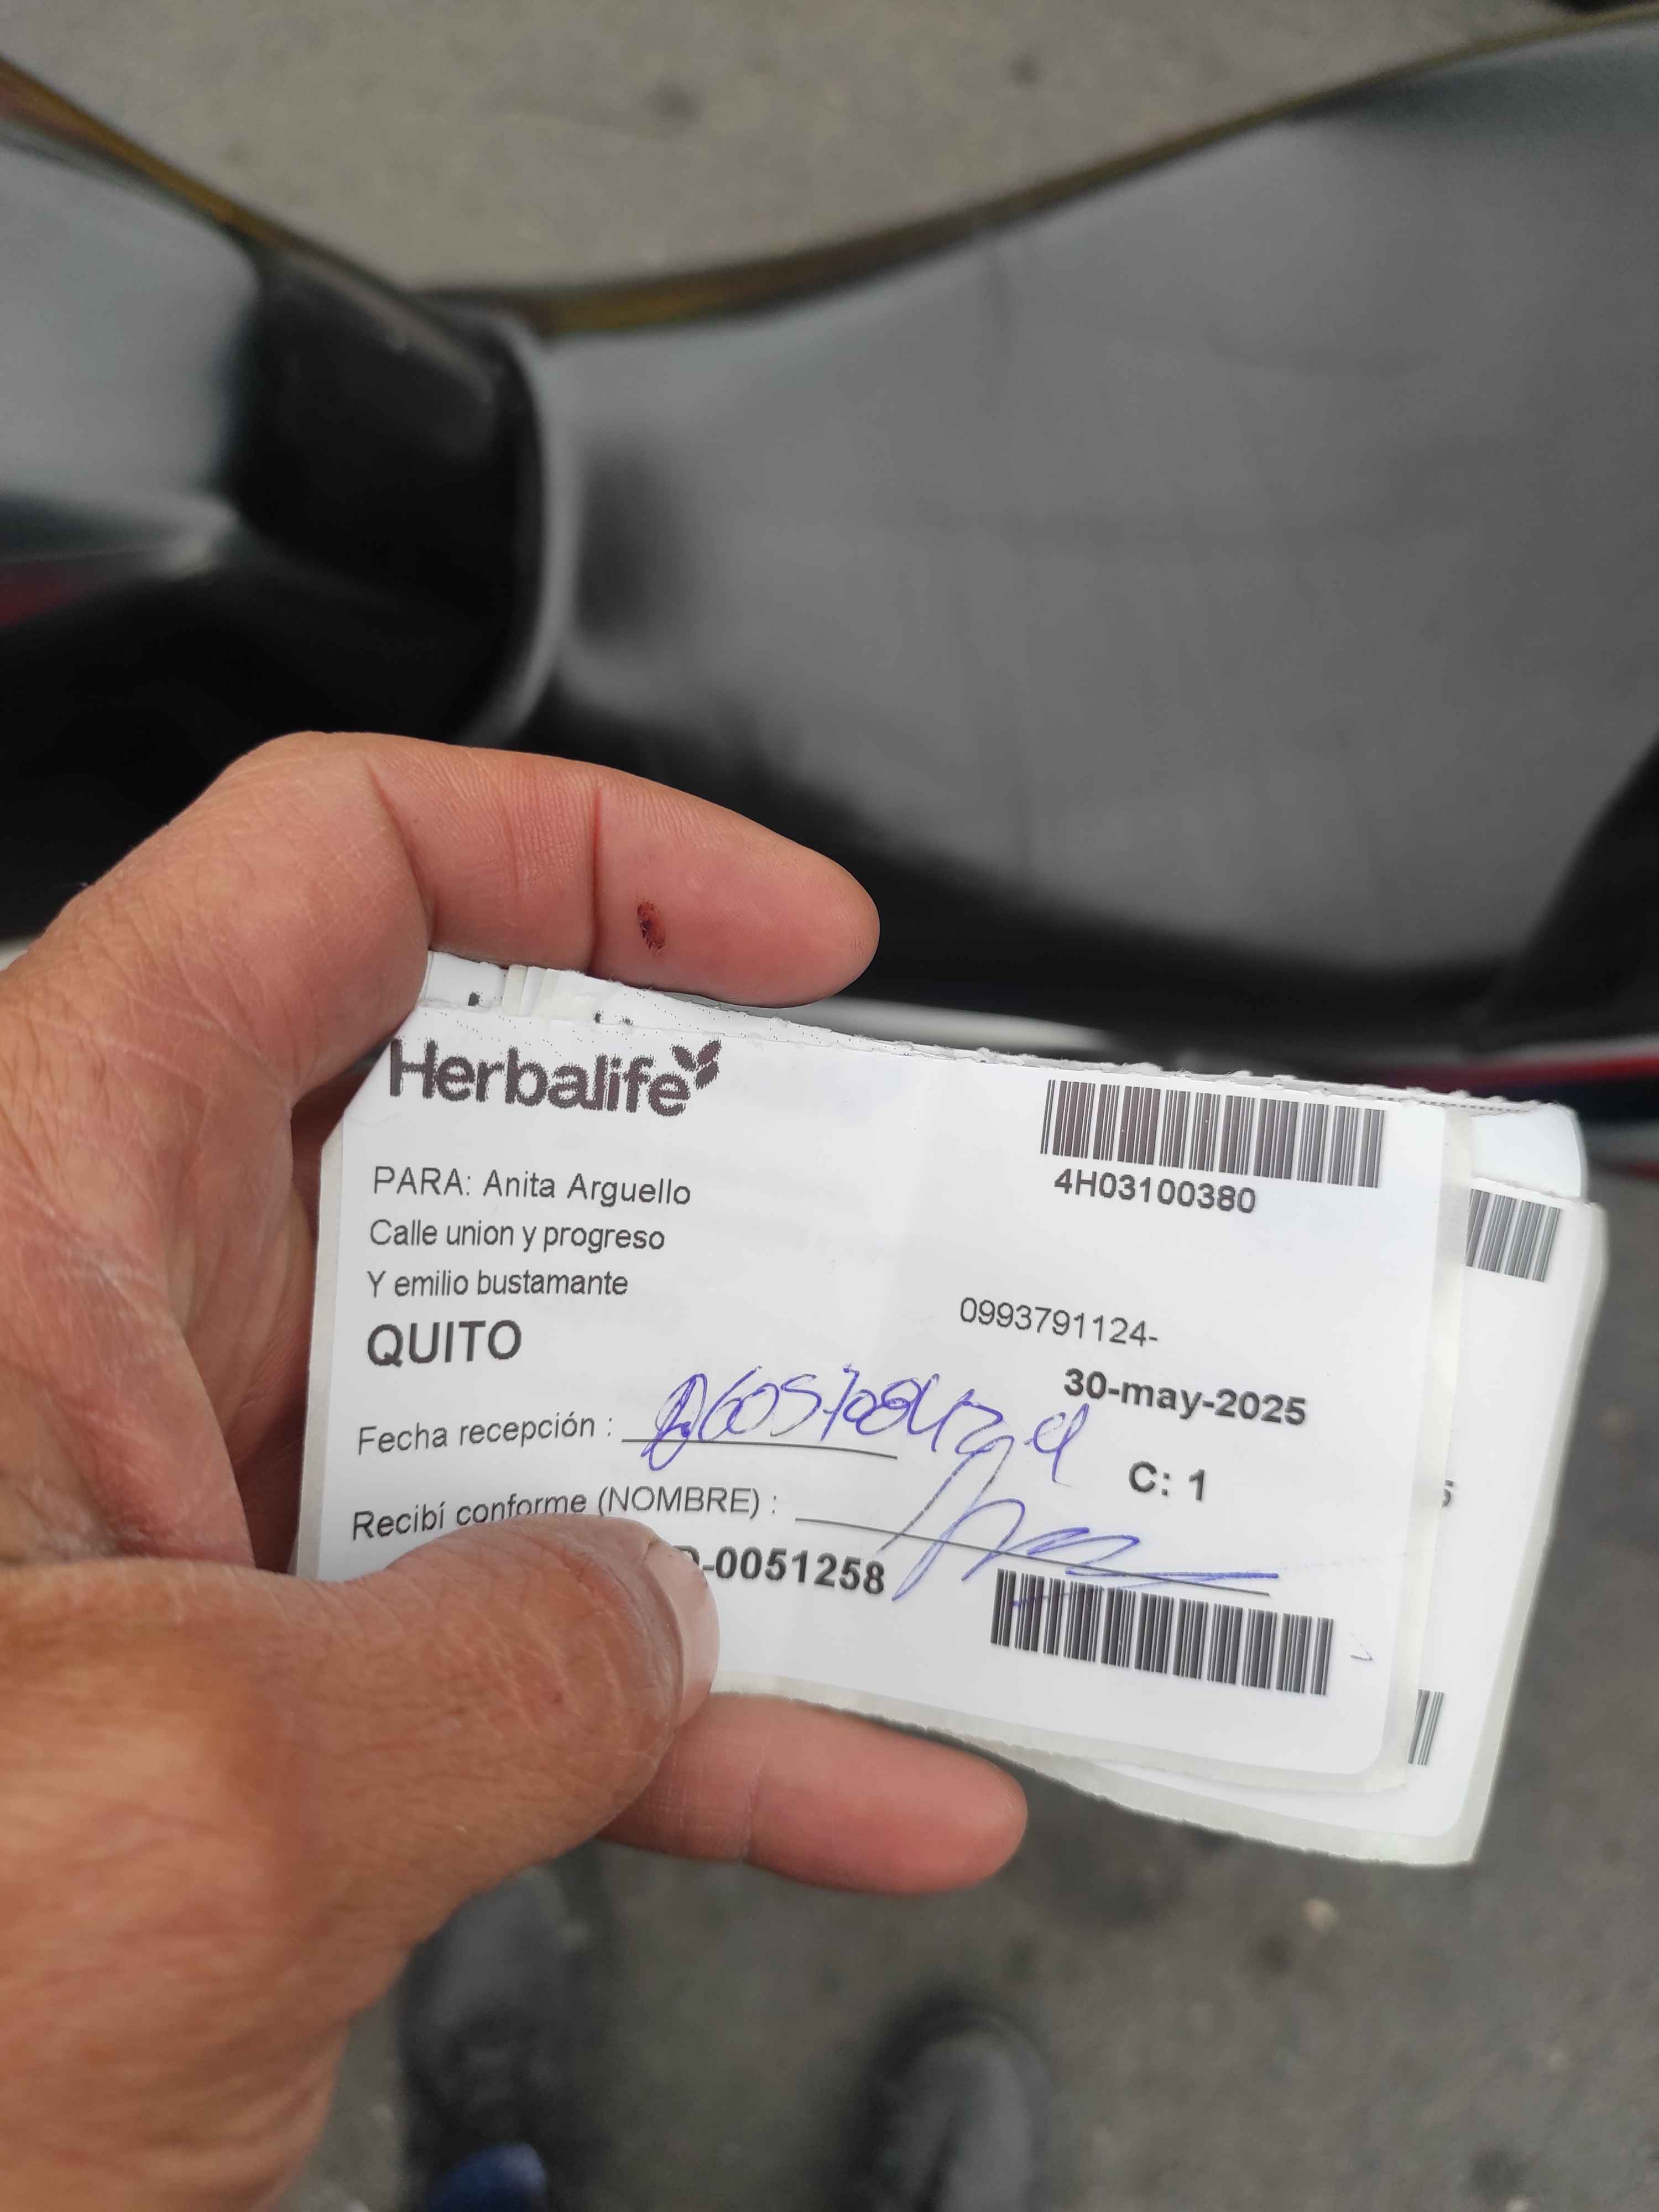 Herbalife
4H03100380
PARA: Anita Arguello
Calle union y progreso
Y emilio bustamante
QUITO
0993791124-
30-may-2025
Fecha recepción :
C: 1
Recibí conforme (NOMBRE) :
-0051258